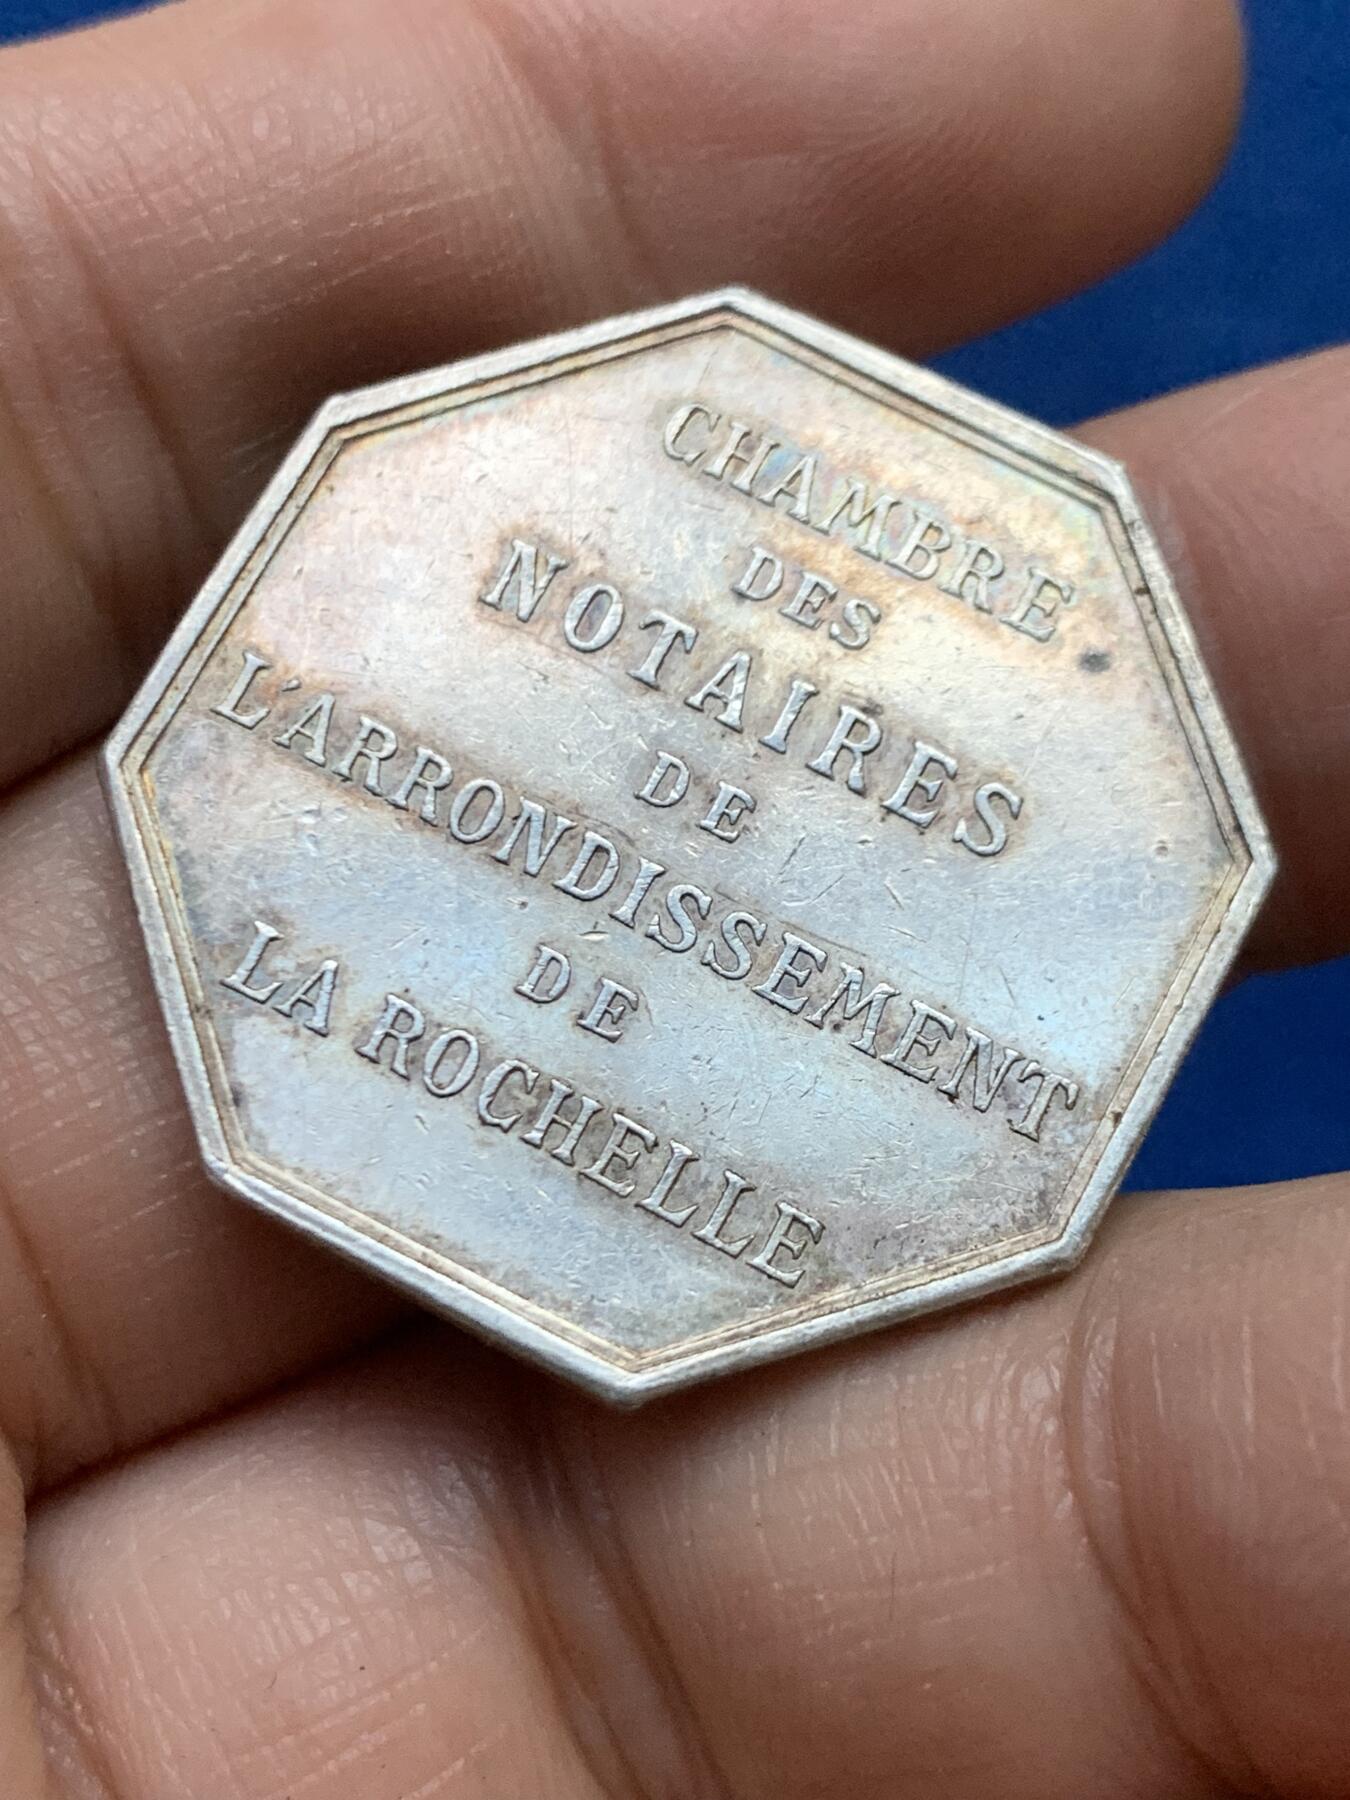 CHAMBRE
DES
NOTAIRES
DE
L'ARRONDISSEMENT
DE
LA ROCHELLE